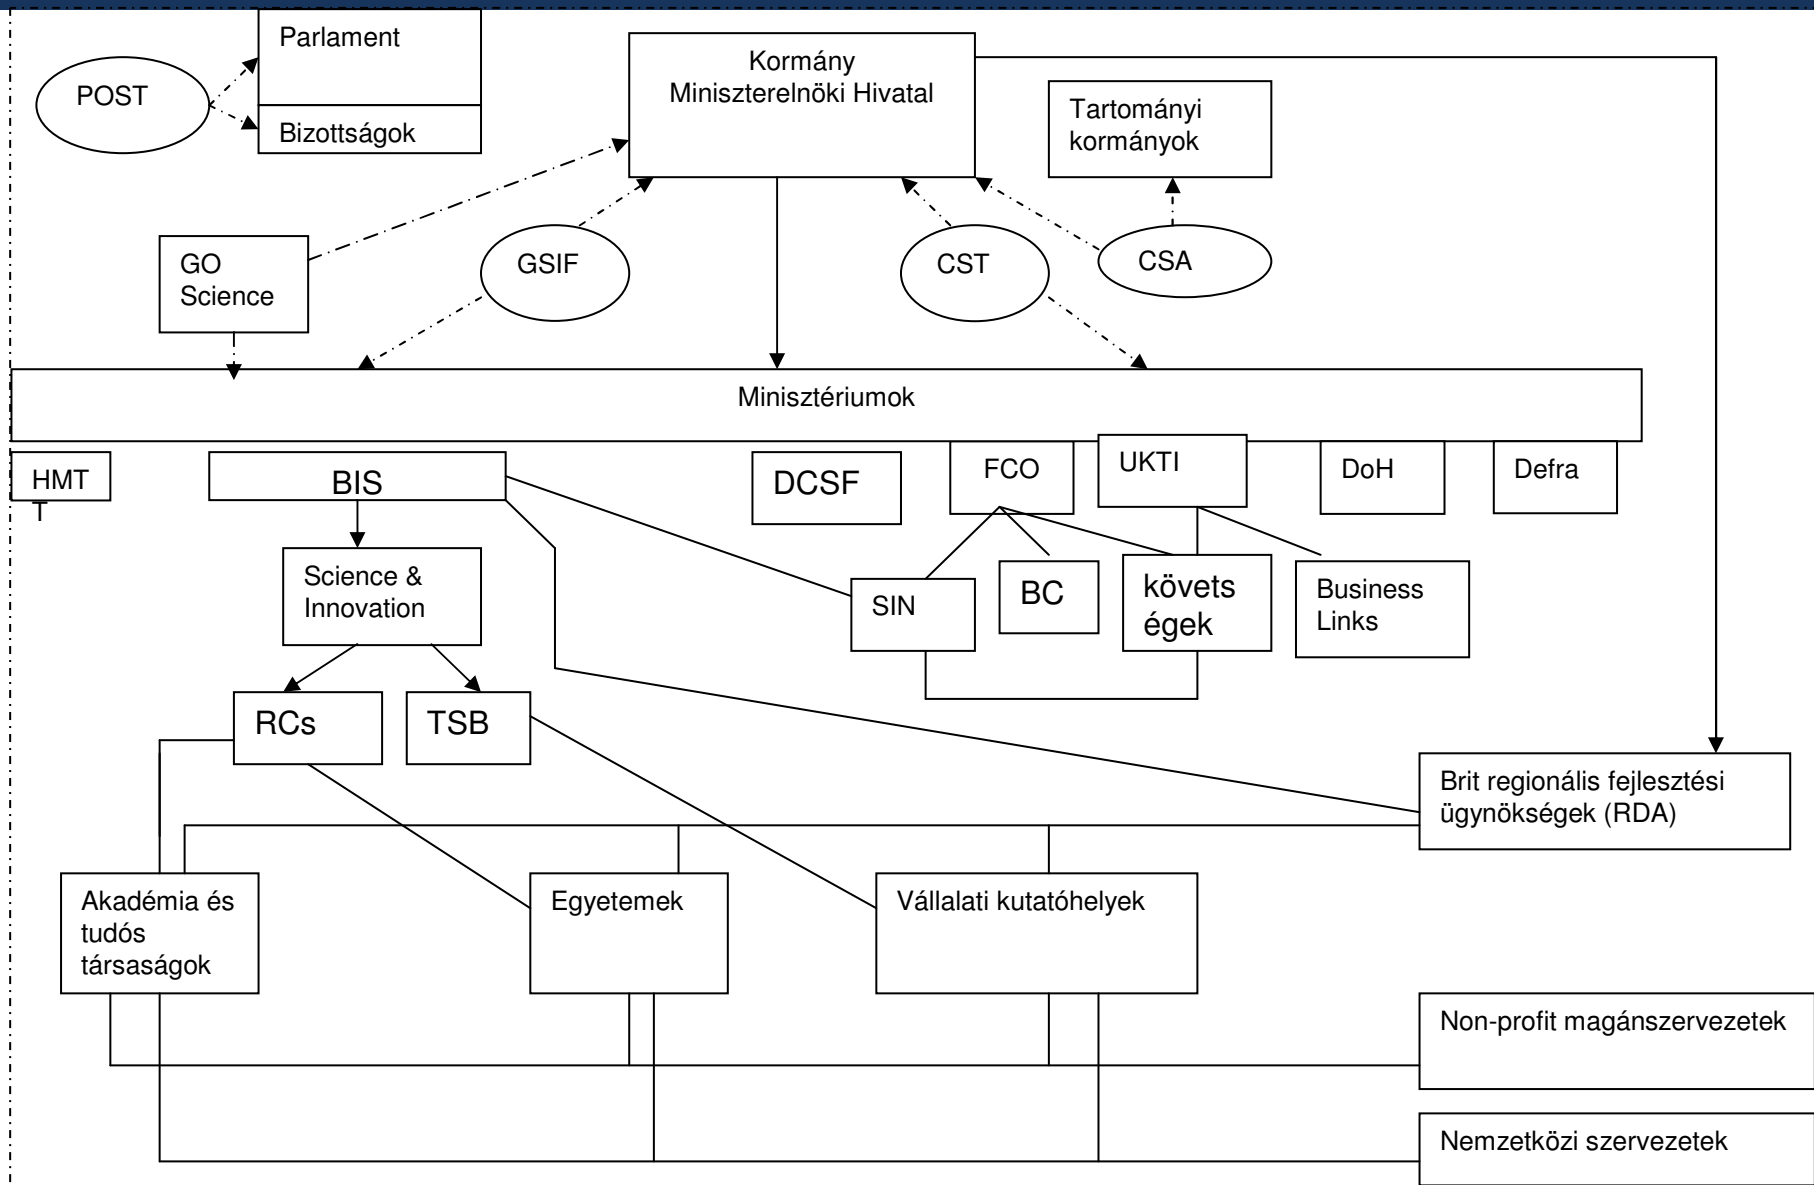 Parlament
POST
Bizottságok
Kormány
Miniszterelnöki Hivatal
Tartományi
kormányok
GO
Science
GSIF
CST
CSA
Minisztériumok
HMT
T
BIS
DCSF
FCO
UKTI
DoH
Defra
Science &
Innovation
SIN
BC
követs
égek
Business
Links
RCs
TSB
Brit regionális fejlesztési
ügynökségek (RDA)
Akadémia és
tudós
társaságok
Egyetemek
Vállalati kutatóhelyek
Non-profit magánszervezetek
Nemzetközi szervezetek